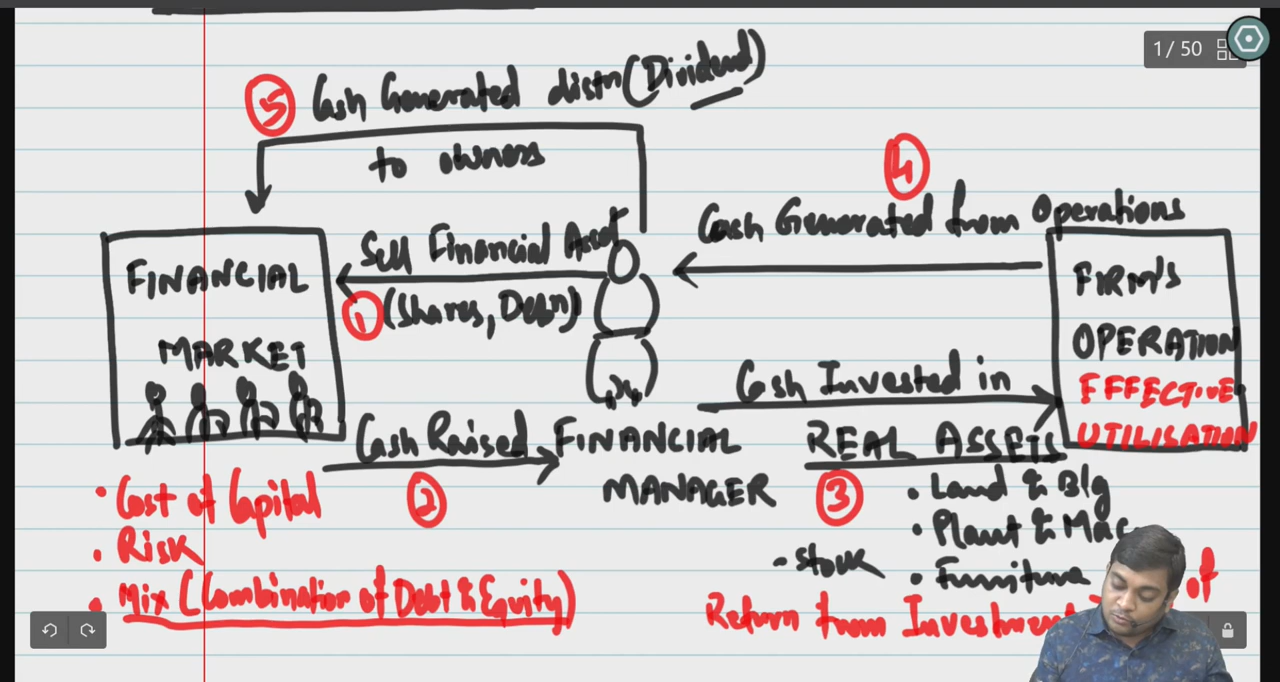 1 / 50
5 Cash Generated distn (Dividend)
to owners
4
Cash Generated from Operations
Sell Financial Asset
1 (Shares, Debn)
FINANCIAL
MARKET
FIRM'S
OPERATION
EFFECTIVE
UTILISATION
Cash Invested in
REAL ASSETS
3
Cash Raised
2
FINANCIAL
MANAGER
• Cost of Capital
• Risk
• Mix (Combination of Debt & Equity)
• Land & Blg
• Plant & Mac
• Furniture
- Stock
Return from Investment
of